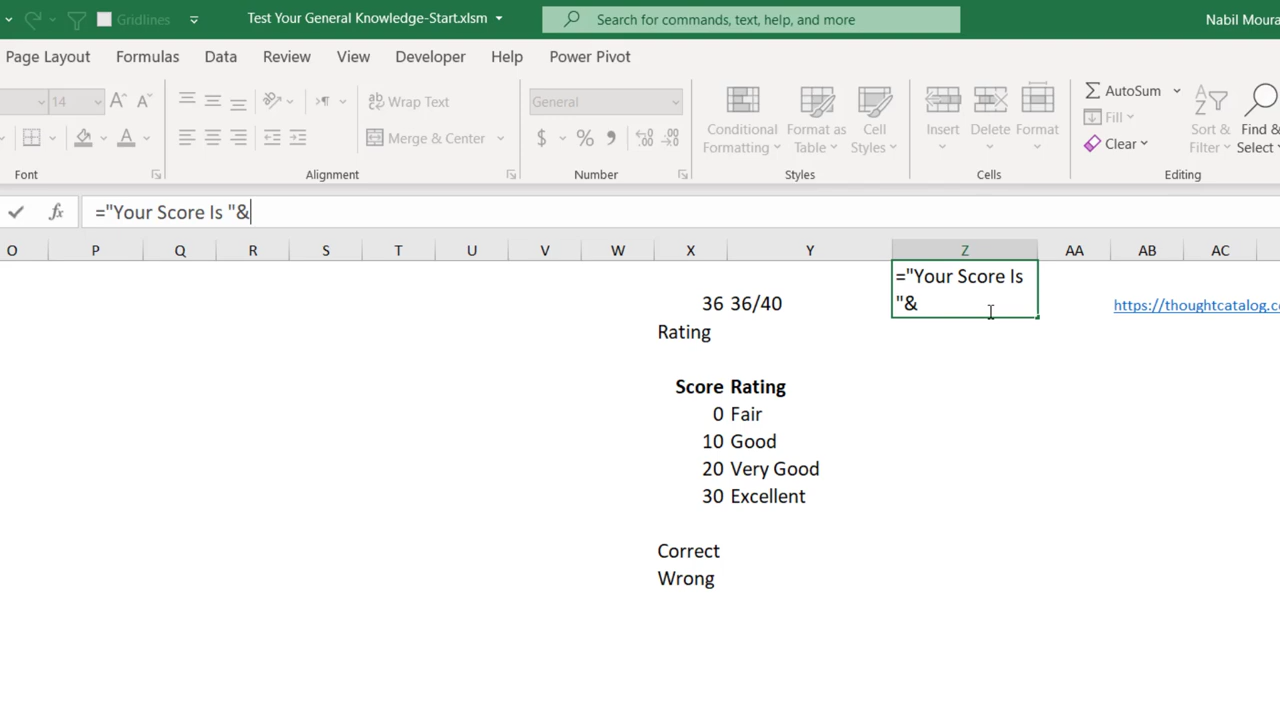 Gridlines
Test Your General Knowledge-Start.xlsm
Search for commands, text, help, and more
Nabil Moura
Page Layout Formulas Data Review View Developer Help Power Pivot
14
Wrap Text
General
Merge & Center
$ % 9
Conditional Formatting
Format as Table
Cell Styles
Insert
Delete
Format
AutoSum
Fill
Clear
Sort & Filter
Find & Select
Font Alignment Number Styles Cells Editing
fx ="Your Score Is "&
O P Q R S T U V W X Y Z AA AB AC
="Your Score Is
"&
36 36/40
https://thoughtcatalog.c
Rating
Score Rating
0 Fair
10 Good
20 Very Good
30 Excellent
Correct
Wrong